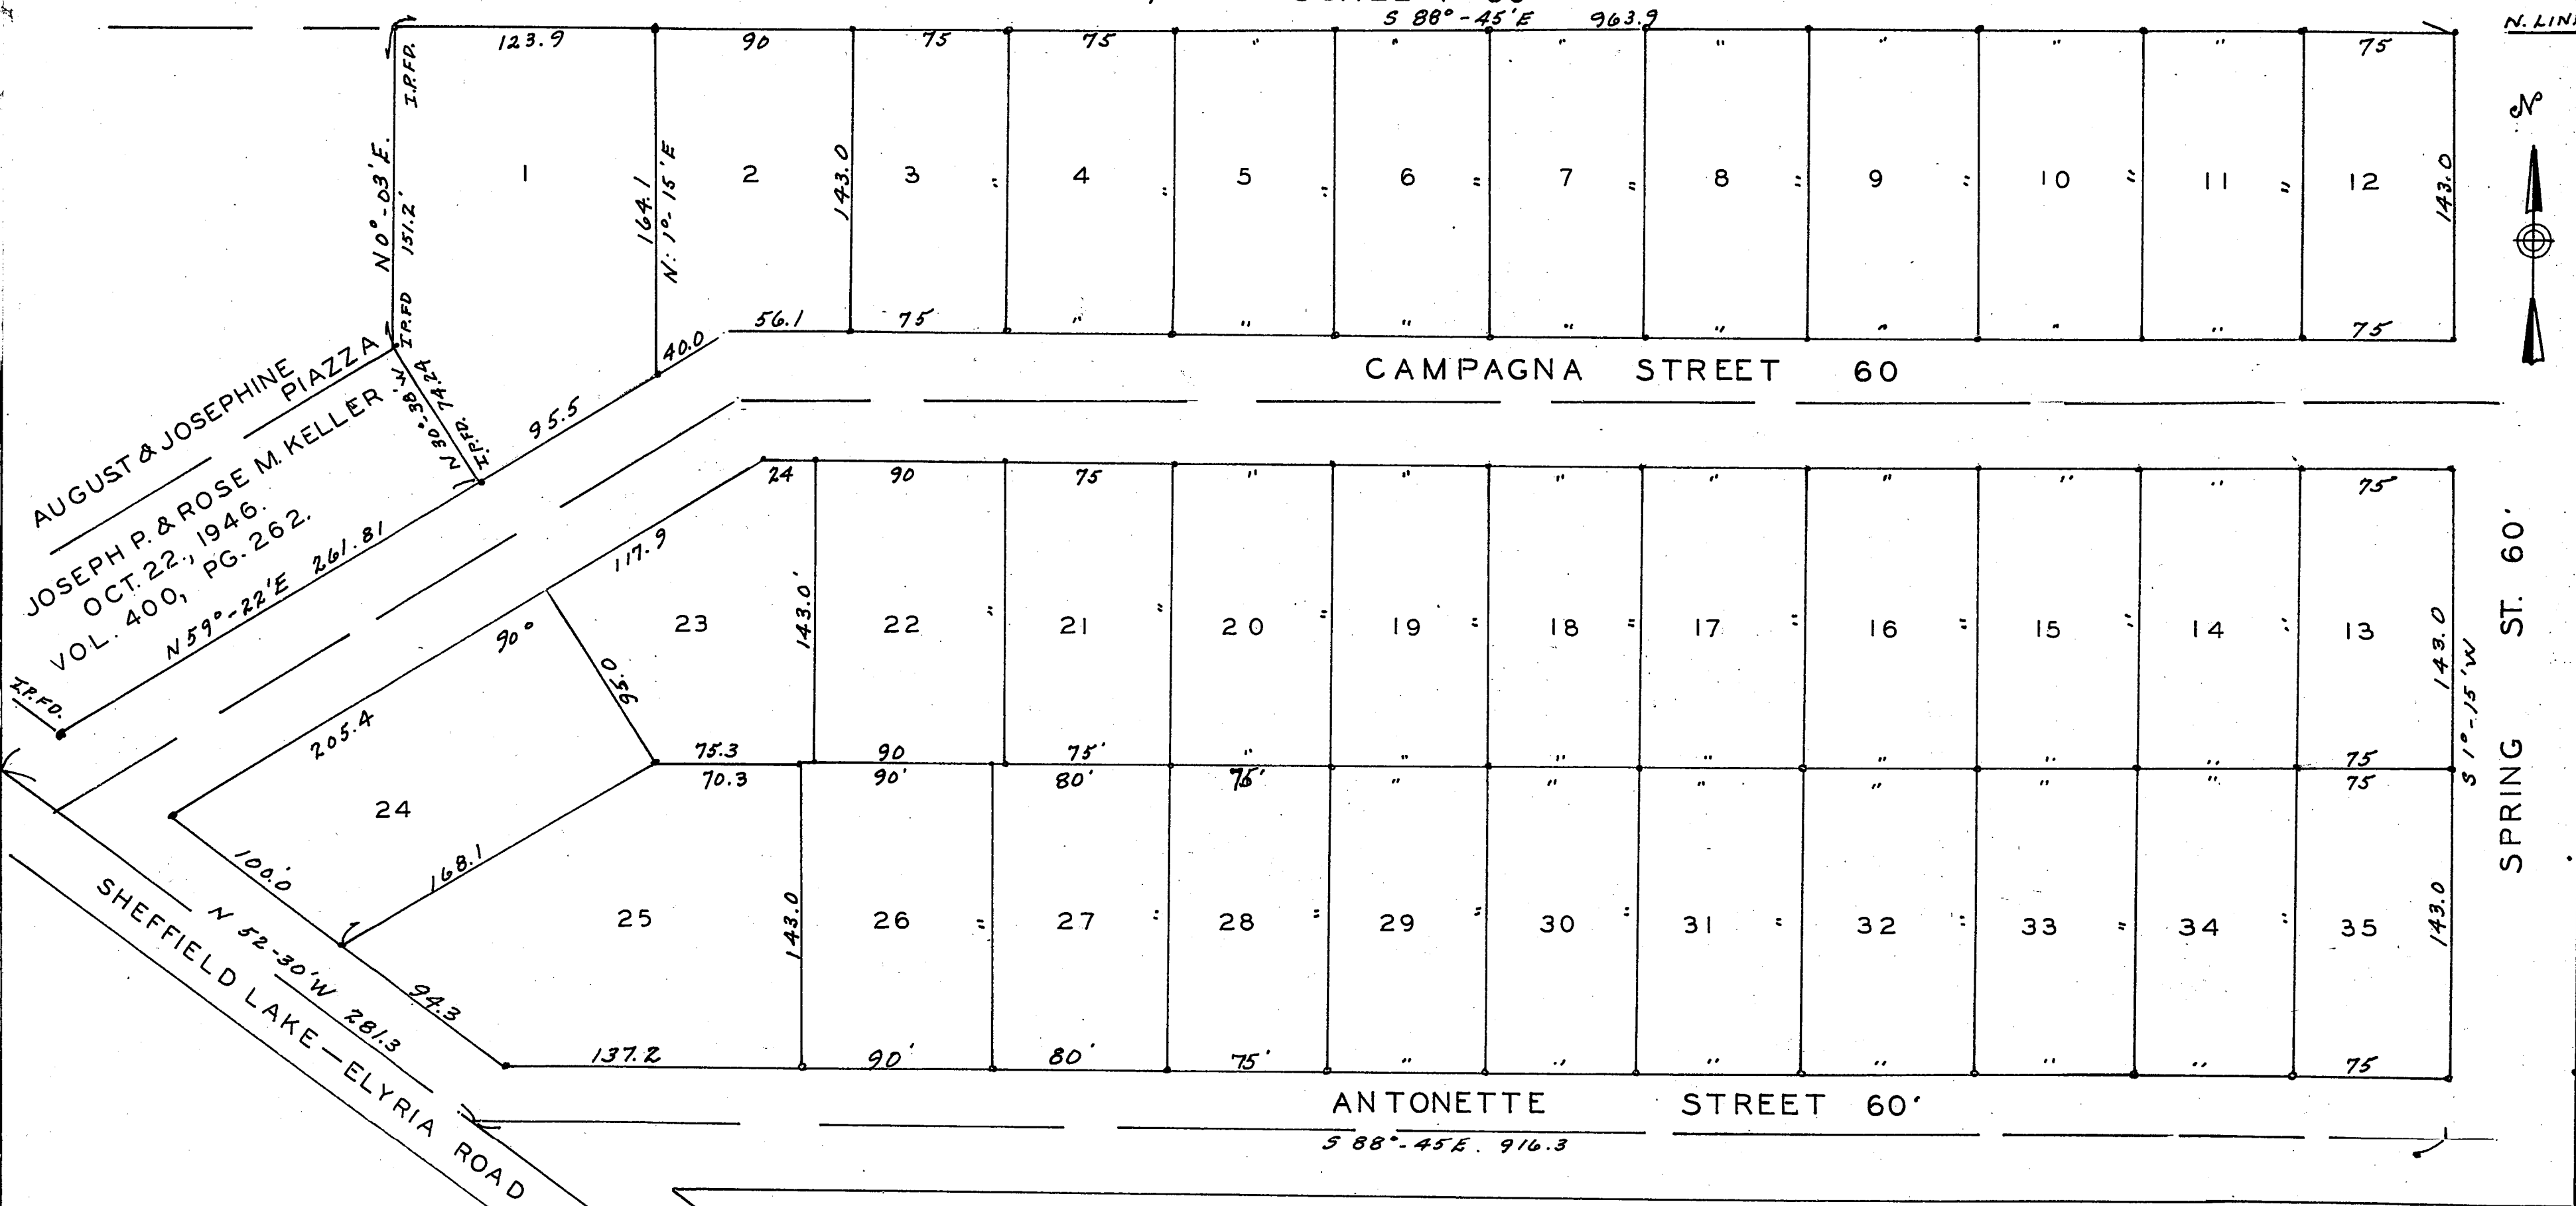 S 88°-45'E 963.9
N. LIN
123.9 90 75 75 " " " " " " " 75
I.P.FD.
N 0°-03'E. 151.2'
I.P.FD
1 2 3 4 5 6 7 8 9 10 11 12
164.1
N. 1°-15'E
143.0 " " " " " " " " " 143.0
N
40.0 56.1 75 " " " " " " " " 75
CAMPAGNA STREET 60
AUGUST & JOSEPHINE
PIAZZA
JOSEPH P. & ROSE M. KELLER
OCT. 22., 1946.
VOL. 400, PG. 262.
N 30°-38'W
I.P.FD. 74.24
95.5
N 59°-22'E 261.81
I.P.FD.
24 90 75 " " " " " " " 75
117.9
90°
205.4
95.0
143.0' " " " " " " " " " 143.0
23 22 21 20 19 18 17 16 15 14 13
S 1°-15'W
SPRING ST. 60'
75.3 90 75' " " " " " " " 75
70.3 90' 80' 75' " " " " " " 75
24
100.0'
168.1
25 26 27 28 29 30 31 32 33 34 35
143.0 " " " " " " " " " 143.0
94.3
N 52-30'W 281.3
SHEFFIELD LAKE—ELYRIA ROAD
137.2 90' 80' 75' " " " " " " 75
ANTONETTE STREET 60'
S 88°-45E. 916.3